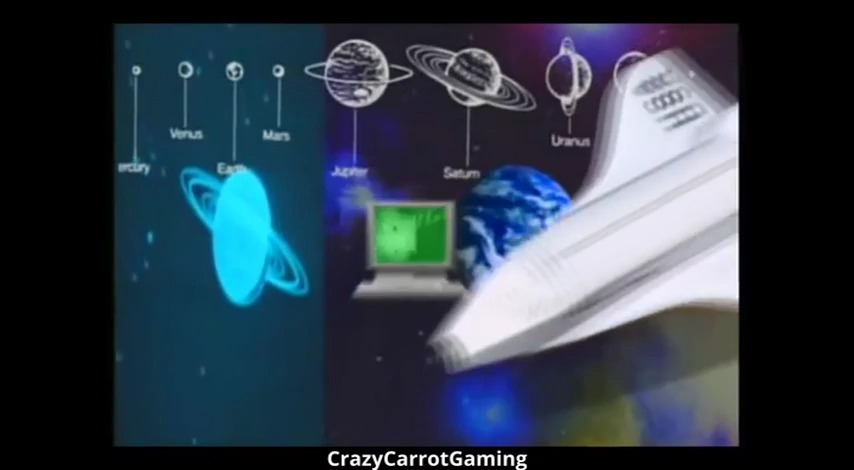 Venus
Mars
Uranus
ercury
Earth
Jupiter
Saturn
CrazyCarrotGaming